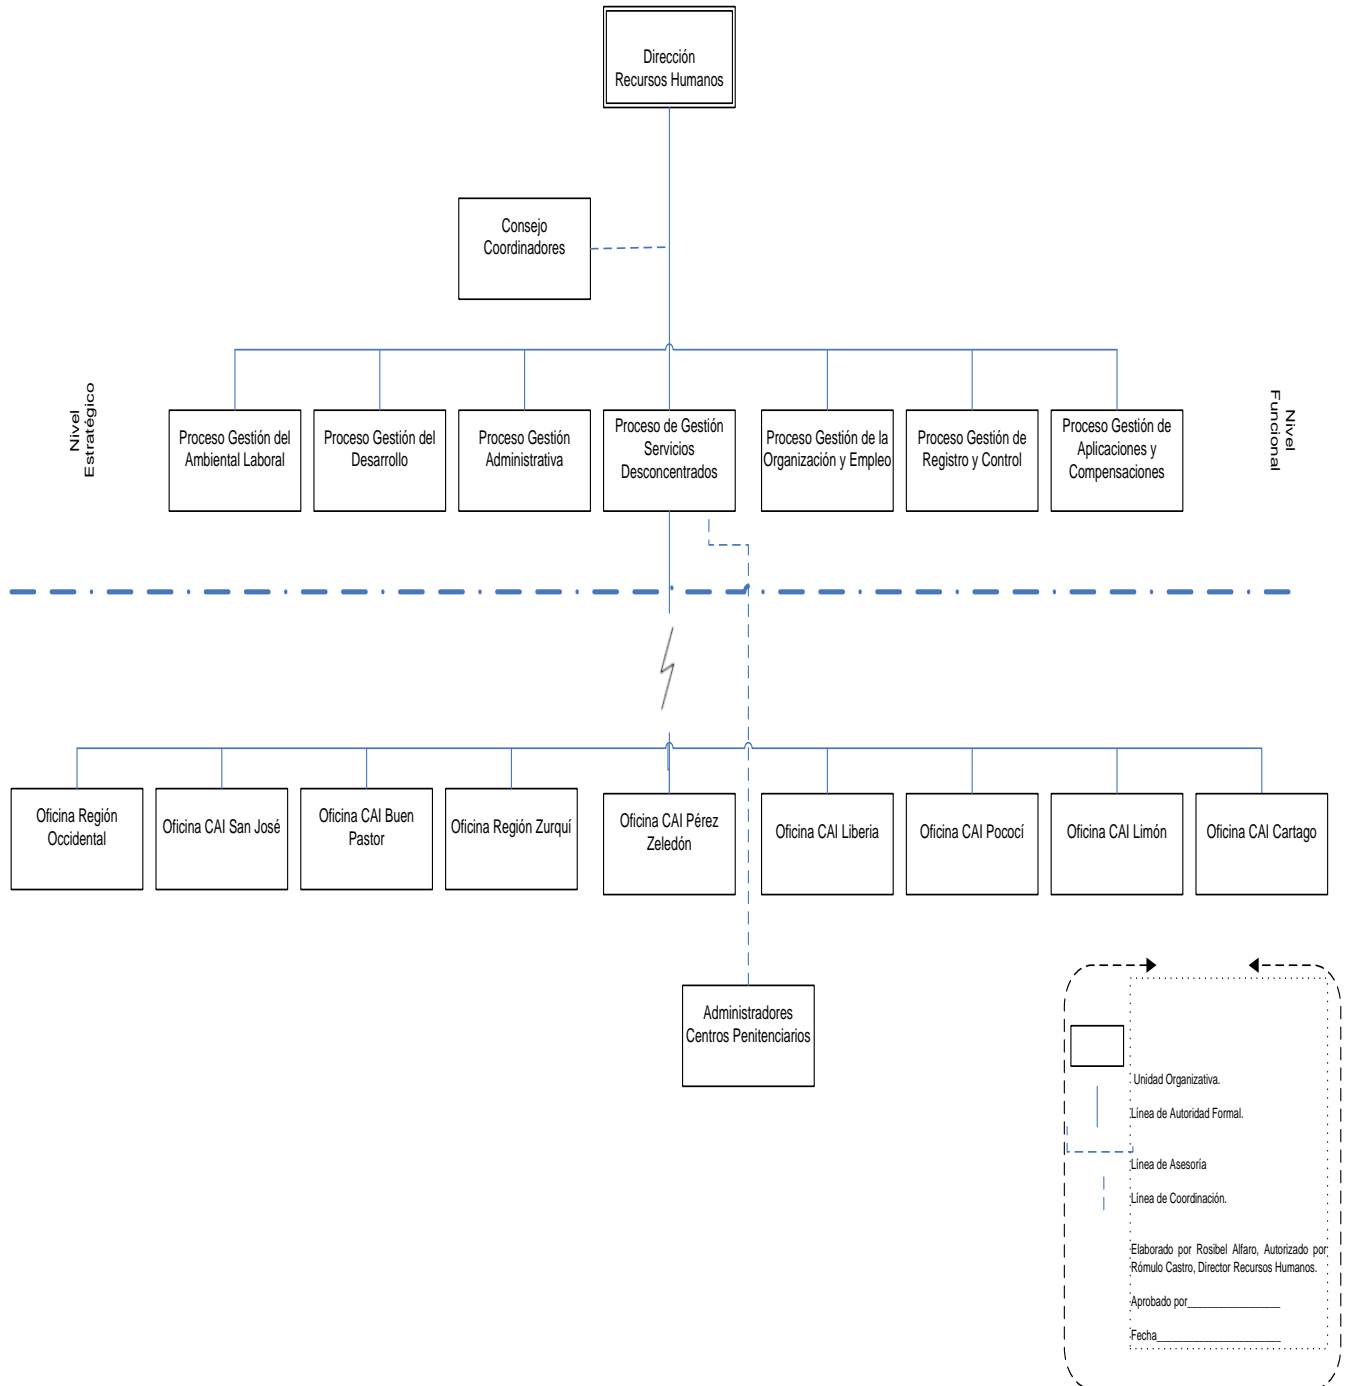 Dirección
Recursos Humanos
Consejo
Coordinadores
Nivel
Estratégico
Nivel
Funcional
Proceso Gestión del
Ambiental Laboral
Proceso Gestión del
Desarrollo
Proceso Gestión
Administrativa
Proceso de Gestión
Servicios
Desconcentrados
Proceso Gestión de la
Organización y Empleo
Proceso Gestión de
Registro y Control
Proceso Gestión de
Aplicaciones y
Compensaciones
Oficina Región
Occidental
Oficina CAI San José
Oficina CAI Buen
Pastor
Oficina Región Zurquí
Oficina CAI Pérez
Zeledón
Oficina CAI Liberia
Oficina CAI Pococí
Oficina CAI Limón
Oficina CAI Cartago
Administradores
Centros Penitenciarios
Unidad Organizativa.
Línea de Autoridad Formal.
Línea de Asesoría
Línea de Coordinación.
Elaborado por Rosibel Alfaro, Autorizado por
Rómulo Castro, Director Recursos Humanos.
Aprobado por__________________
Fecha________________________